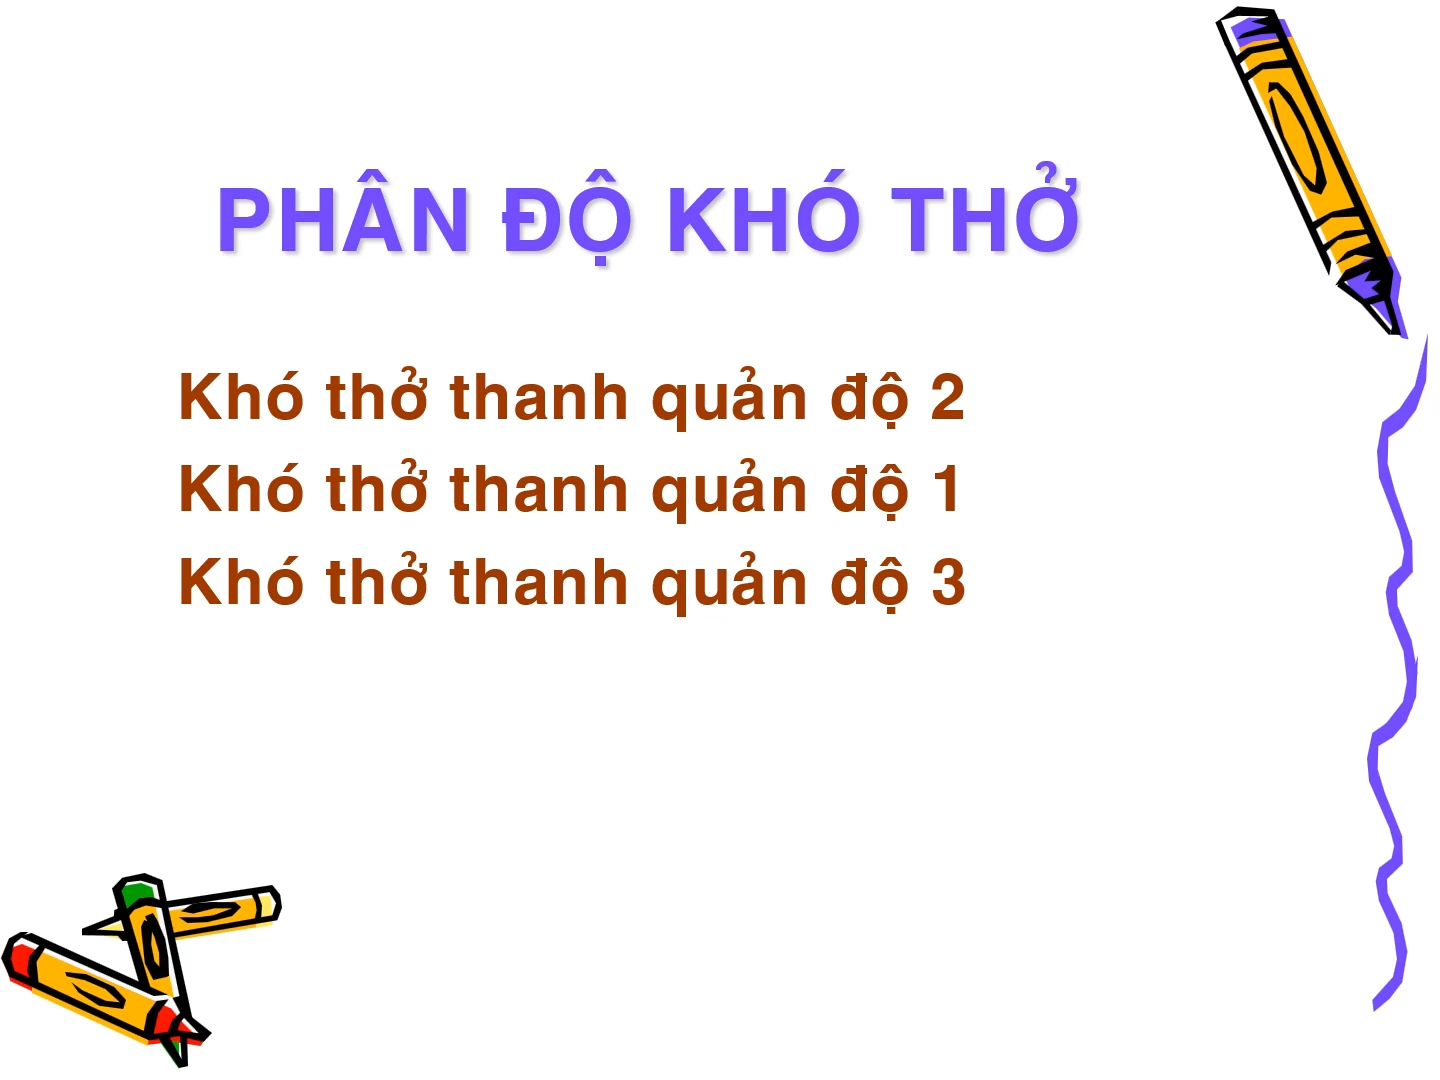 PHÂN ĐỘ KHÓ THỞ
Khó thở thanh quản độ 2
Khó thở thanh quản độ 1
Khó thở thanh quản độ 3